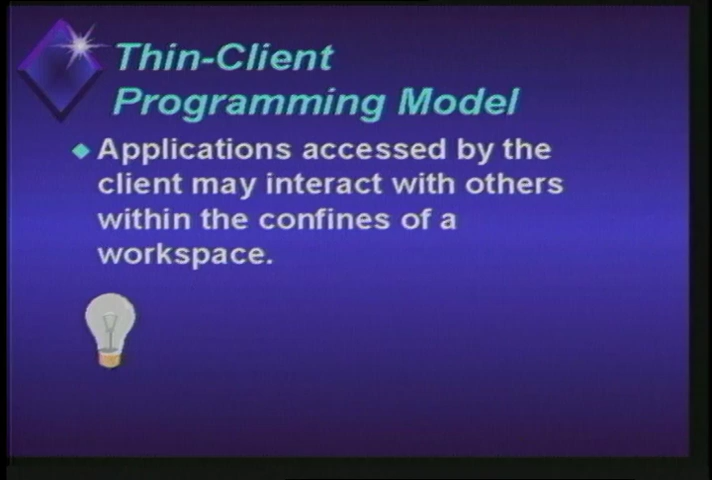 Thin-Client
Programming Model
Applications accessed by the
client may interact with others
within the confines of a
workspace.